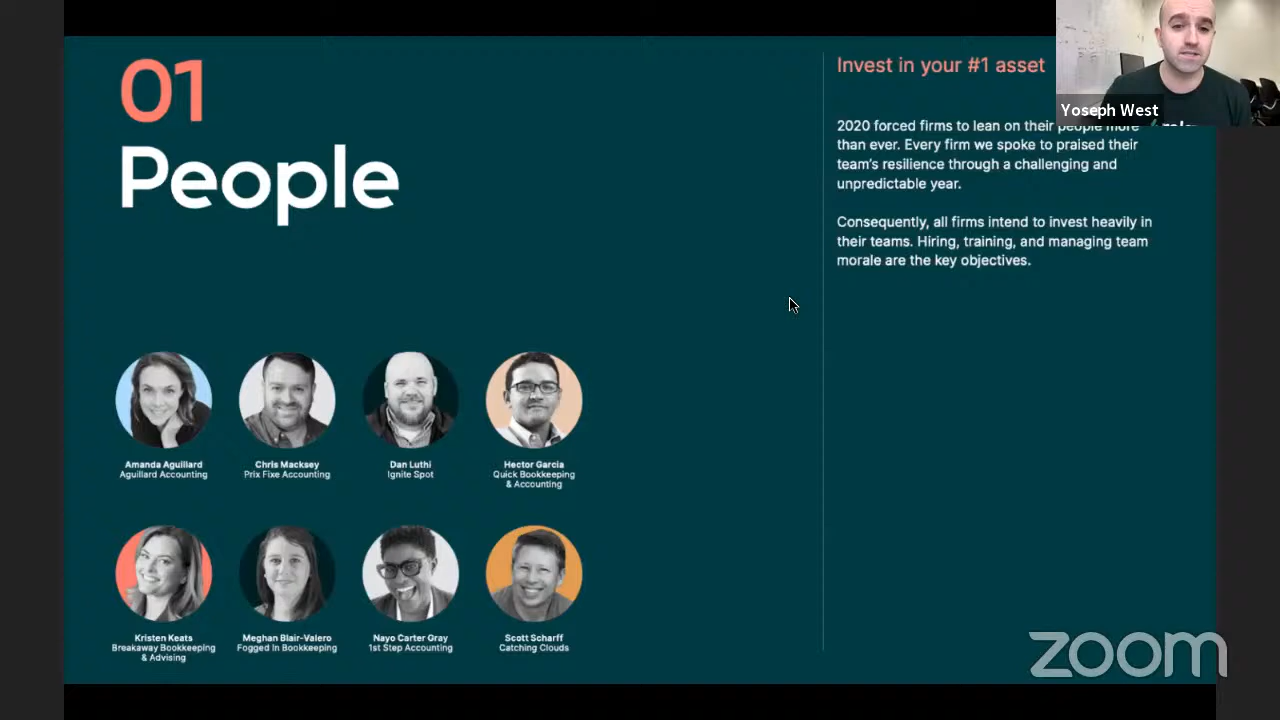 01
People
Invest in your #1 asset
2020 forced firms to lean on their people more
than ever. Every firm we spoke to praised their
team's resilience through a challenging and
unpredictable year.
Consequently, all firms intend to invest heavily in
their teams. Hiring, training, and managing team
morale are the key objectives.
Yoseph West
Amanda Aguillard
Aguillard Accounting
Chris Macksey
Prix Fixe Accounting
Dan Luthi
Ignite Spot
Hector Garcia
Quick Bookkeeping
& Accounting
Kristen Keats
Breakaway Bookkeeping
& Advising
Meghan Blair-Valero
Fogged In Bookkeeping
Nayo Carter Gray
1st Step Accounting
Scott Scharff
Catching Clouds
zoom